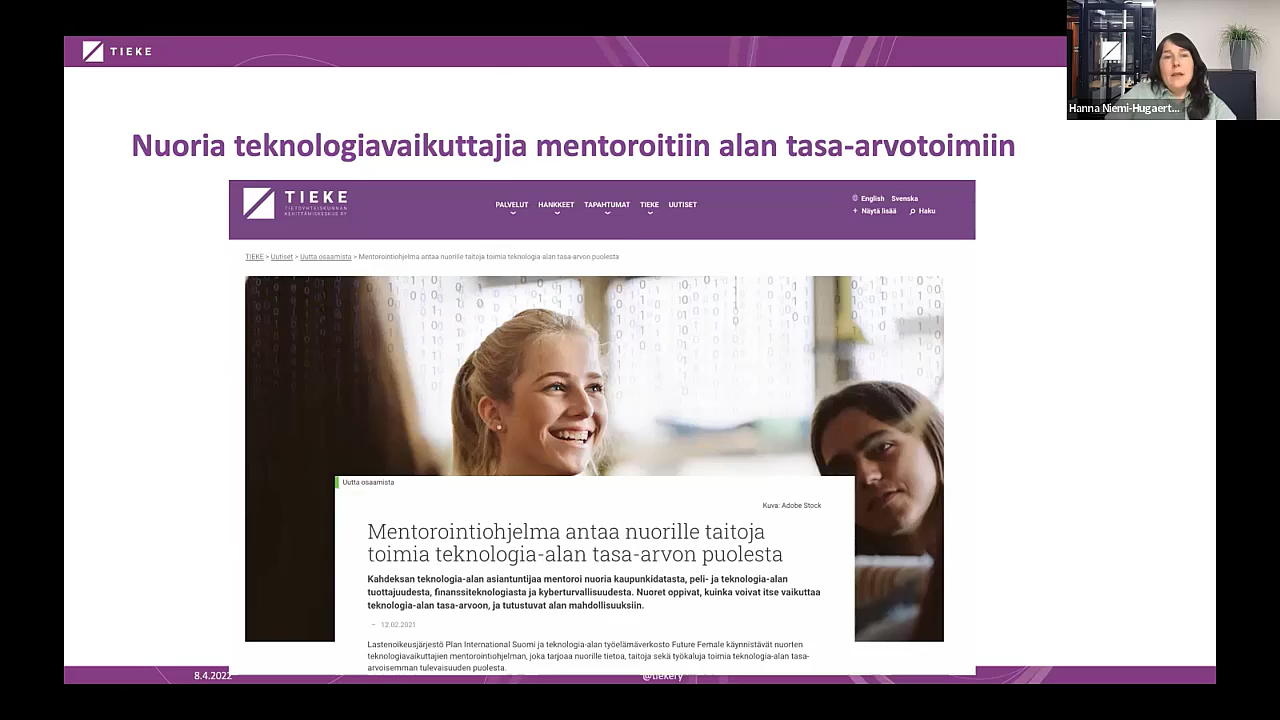 TIEKE
Hanna Niemi-Hugaert...
Nuoria teknologiavaikuttajia mentoroitiin alan tasa-arvotoimiin
TIEKE
TIETOYHTEISKUNNAN
KEHITTÄMISKESKUS RY
PALVELUT HANKKEET TAPAHTUMAT TIEKE UUTISET
English Svenska
+ Näytä lisää Haku
TIEKE > Uutiset > Uutta osaamista > Mentorointiohjelma antaa nuorille taitoja toimia teknologia-alan tasa-arvon puolesta
Uutta osaamista
Kuva: Adobe Stock
Mentorointiohjelma antaa nuorille taitoja
toimia teknologia-alan tasa-arvon puolesta
Kahdeksan teknologia-alan asiantuntijaa mentoroi nuoria kaupunkidatasta, peli- ja teknologia-alan
tuottajuudesta, finanssiteknologiasta ja kyberturvallisuudesta. Nuoret oppivat, kuinka voivat itse vaikuttaa
teknologia-alan tasa-arvoon, ja tutustuvat alan mahdollisuuksiin.
– 12.02.2021
Lastenoikeusjärjestö Plan International Suomi ja teknologia-alan työelämäverkosto Future Female käynnistävät nuorten
teknologiavaikuttajien mentorointiohjelman, joka tarjoaa nuorille tietoa, taitoja sekä työkaluja toimia teknologia-alan tasa-
arvoisemman tulevaisuuden puolesta.
8.4.2022
@tiekery